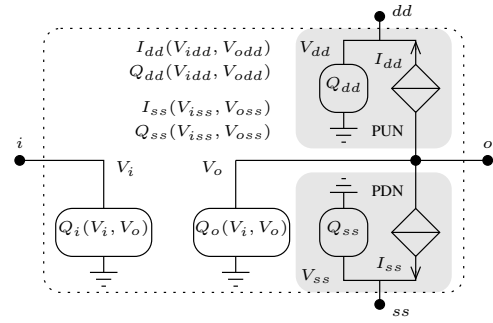 dd
I_dd(V_idd, V_odd)
V_dd
I_dd
Q_dd(V_idd, V_odd)
Q_dd
I_ss(V_iss, V_oss)
Q_ss(V_iss, V_oss)
PUN
i
o
V_i
V_o
PDN
Q_i(V_i, V_o)
Q_o(V_i, V_o)
Q_ss
V_ss
I_ss
ss